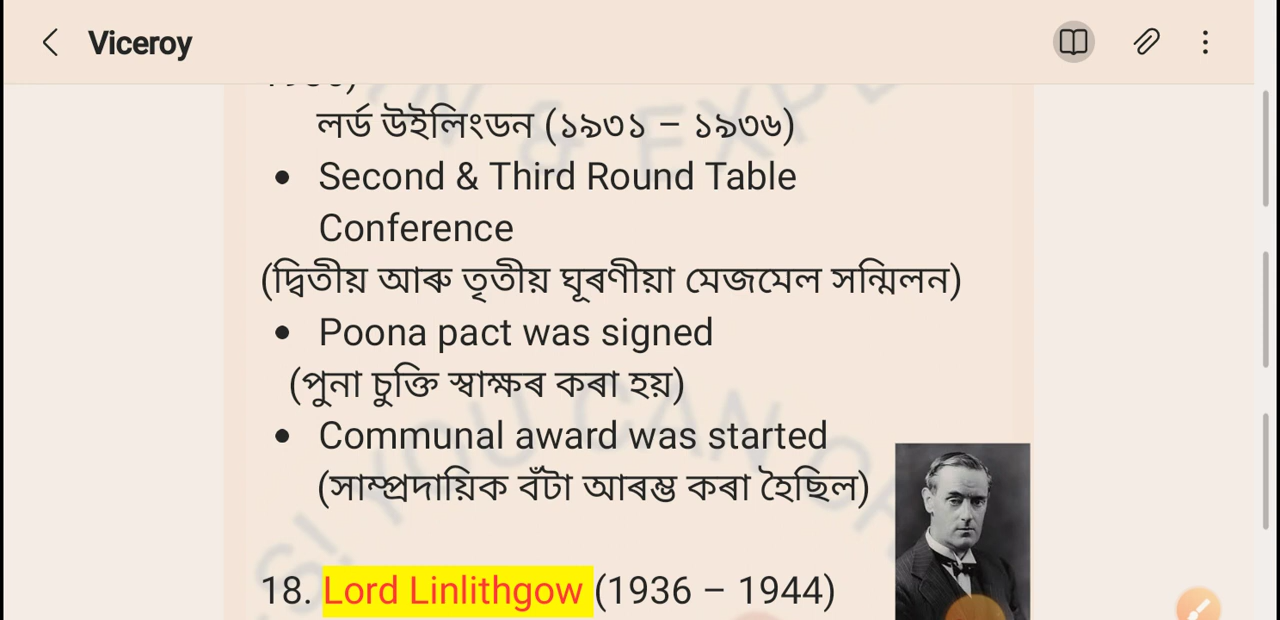 Viceroy
লৰ্ড উইলিংডন (১৯৩১ – ১৯৩৬)
• Second & Third Round Table
Conference
(দ্বিতীয় আৰু তৃতীয় ঘূৰণীয়া মেজমেল সন্মিলন)
• Poona pact was signed
(পুনা চুক্তি স্বাক্ষৰ কৰা হয়)
• Communal award was started
(সাম্প্ৰদায়িক বঁটা আৰম্ভ কৰা হৈছিল)
18. Lord Linlithgow (1936 – 1944)